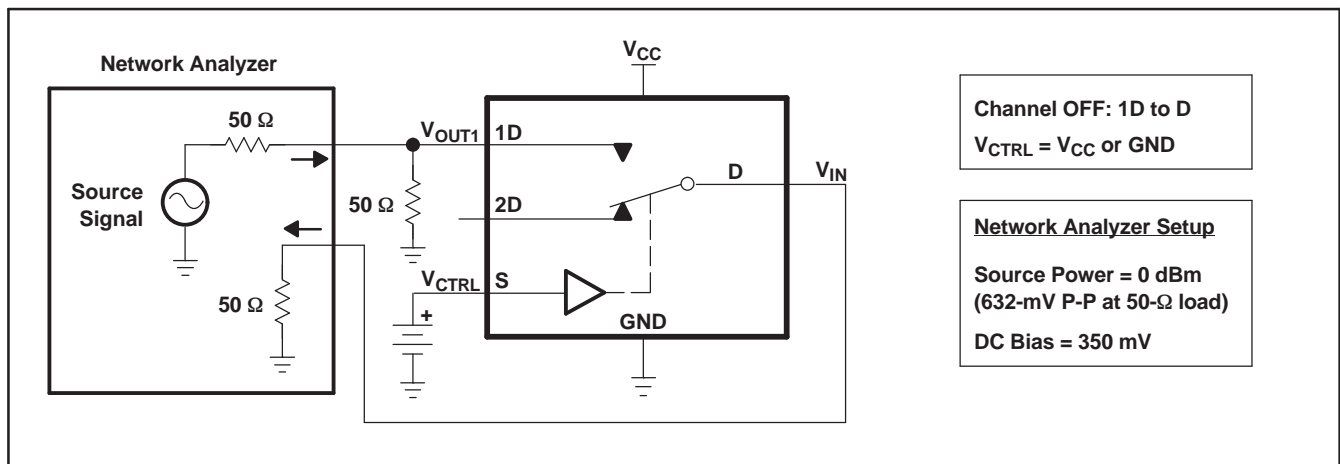 Network Analyzer
50 Ω
Source
Signal
50 Ω
VOUT1
50 Ω
VCTRL
+
VCC
1D
2D
S
D
GND
VIN
Channel OFF: 1D to D
VCTRL = VCC or GND
Network Analyzer Setup
Source Power = 0 dBm
(632-mV P-P at 50-Ω load)
DC Bias = 350 mV